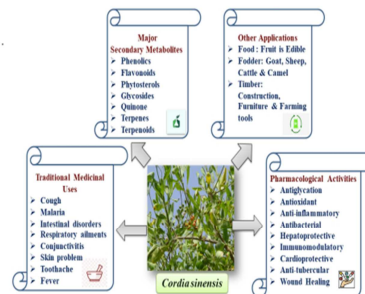 Major
Secondary Metabolites
Phenolics
Flavonoids
Phytosterols
Glycosides
Quinone
Terpenes
Terpenoids
Other Applications
Food : Fruit is Edible
Fodder: Goat, Sheep,
Cattle & Camel
Timber:
Construction,
Furniture & Farming
tools
Traditional Medicinal
Uses
Cough
Malaria
Intestinal disorders
Respiratory ailments
Conjunctivitis
Skin problem
Toothache
Fever
Pharmacological Activities
Antiglycation
Antioxidant
Anti-inflammatory
Antibacterial
Hepatoprotective
Immunomodulatory
Cardioprotective
Anti-tubercular
Wound Healing
Cordia sinensis